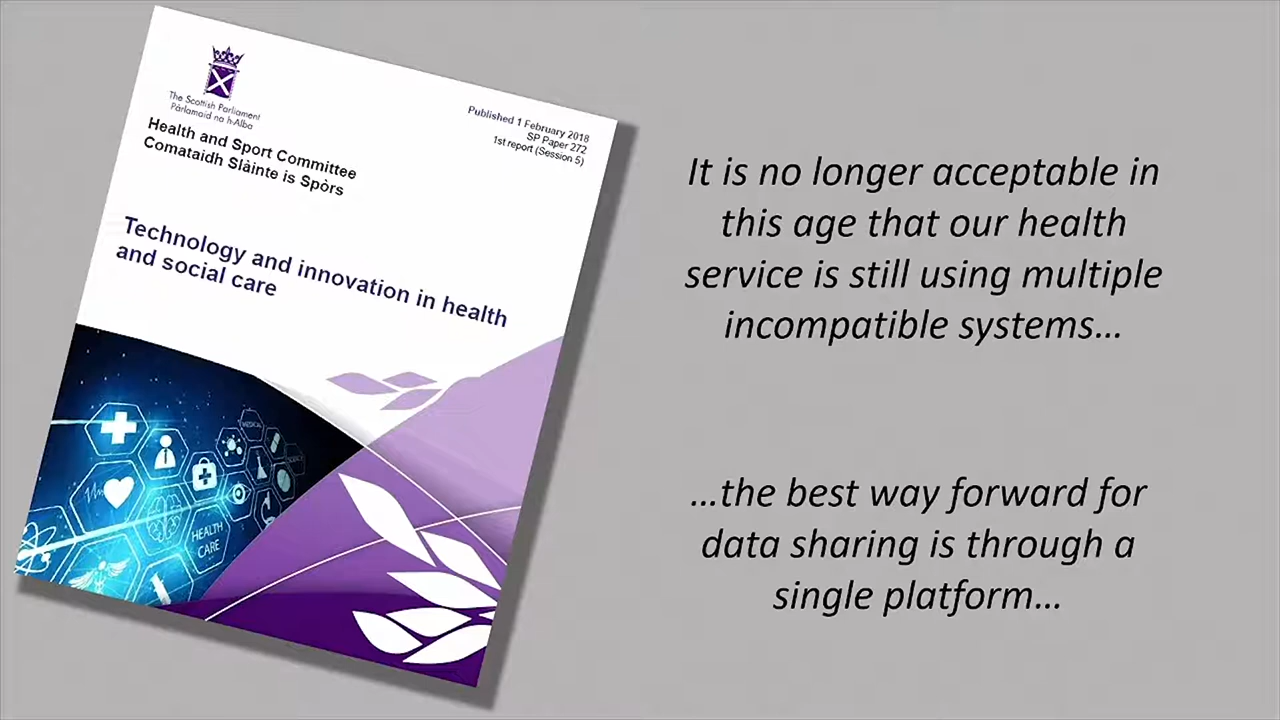 The Scottish Parliament
Pàrlamaid na h-Alba
Health and Sport Committee
Comataidh Slàinte is Spòrs
Published 1 February 2018
SP Paper 272
1st report (Session 5)
Technology and innovation in health
and social care
HEALTH
CARE
It is no longer acceptable in
this age that our health
service is still using multiple
incompatible systems…
…the best way forward for
data sharing is through a
single platform…